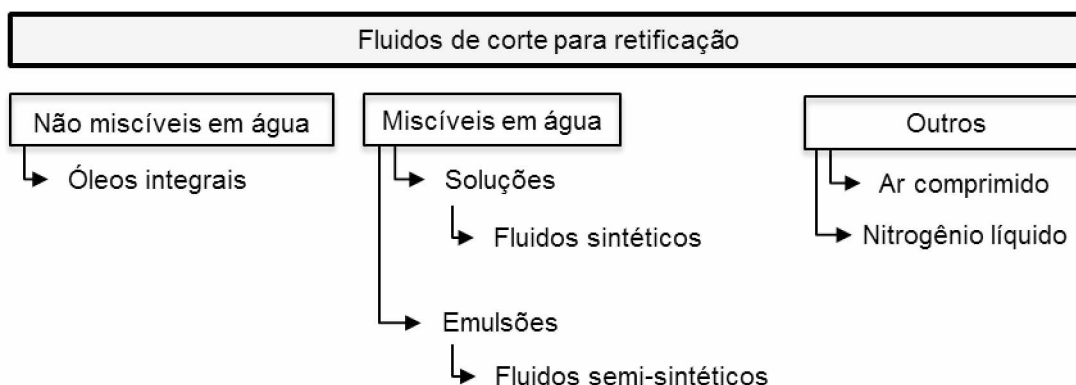 Fluidos de corte para retificação
Não miscíveis em água
Óleos integrais
Miscíveis em água
Soluções
Fluidos sintéticos
Emulsões
Fluidos semi-sintéticos
Outros
Ar comprimido
Nitrogênio líquido